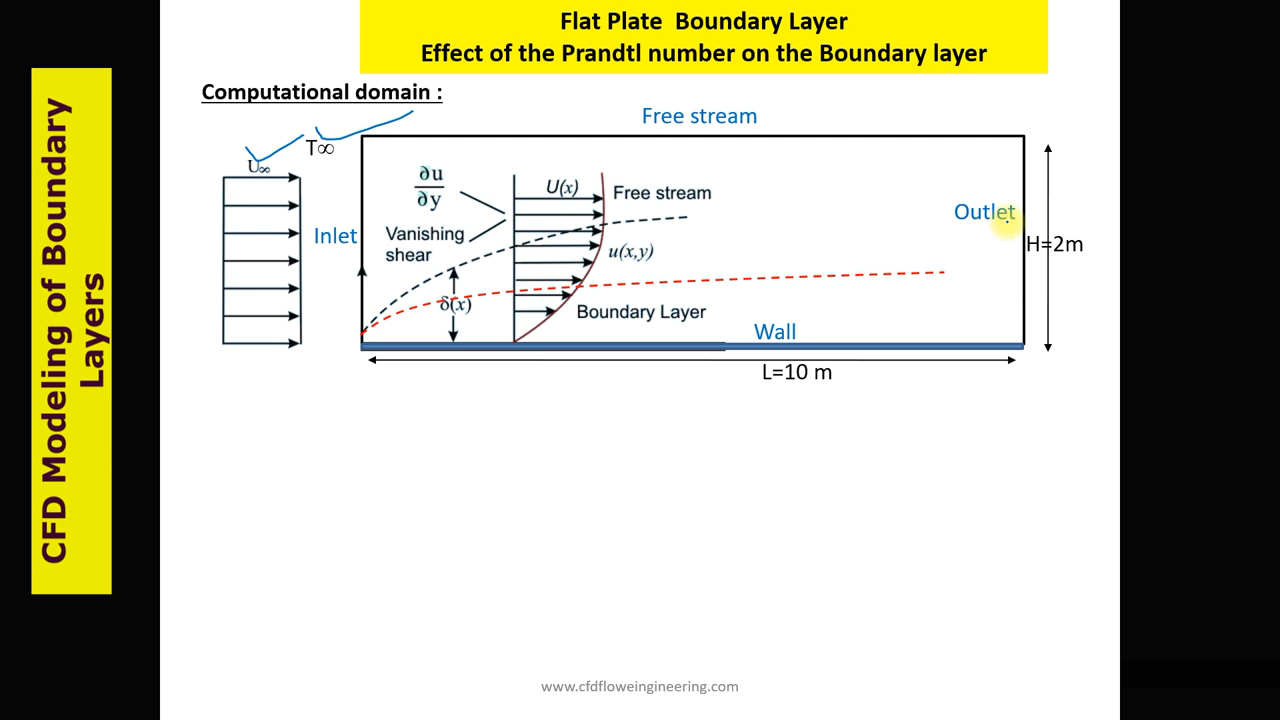 Flat Plate  Boundary Layer
Effect of the Prandtl number on the Boundary layer
CFD Modeling of Boundary
Layers
Computational domain :
Free stream
T∞
U∞
∂u
∂y
U(x)
Free stream
Outlet
Inlet
Vanishing
shear
u(x,y)
H=2m
δ(x)
Boundary Layer
Wall
L=10 m
www.cfdfloweingineering.com